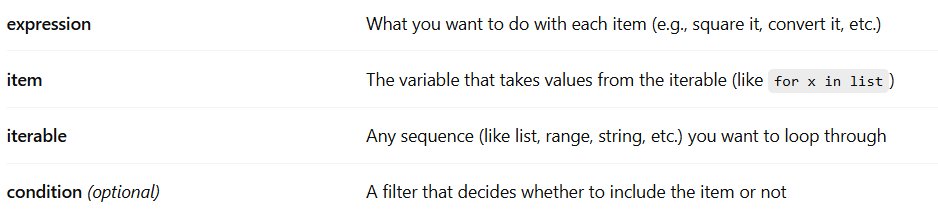 expression What you want to do with each item (e.g., square it, convert it, etc.)
item The variable that takes values from the iterable (like for x in list)
iterable Any sequence (like list, range, string, etc.) you want to loop through
condition (optional) A filter that decides whether to include the item or not